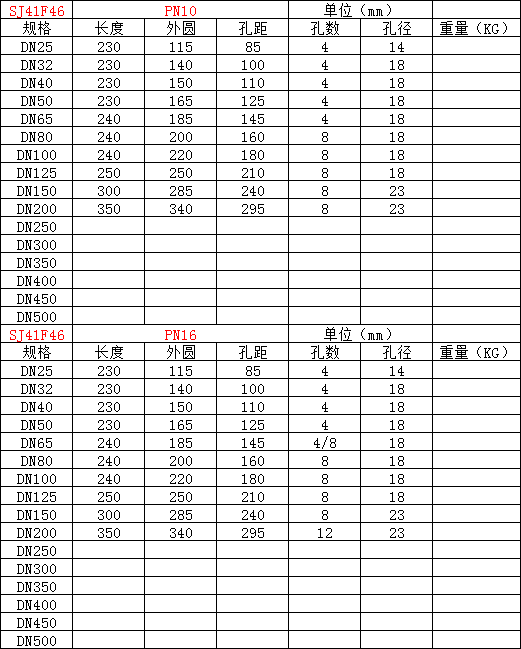 SJ41F46 PN10 单位（mm）
规格 长度 外圆 孔距 孔数 孔径 重量（KG）
DN25 230 115 85 4 14
DN32 230 140 100 4 18
DN40 230 150 110 4 18
DN50 230 165 125 4 18
DN65 240 185 145 4 18
DN80 240 200 160 8 18
DN100 240 220 180 8 18
DN125 250 250 210 8 18
DN150 300 285 240 8 23
DN200 350 340 295 8 23
DN250
DN300
DN350
DN400
DN450
DN500
SJ41F46 PN16 单位（mm）
规格 长度 外圆 孔距 孔数 孔径 重量（KG）
DN25 230 115 85 4 14
DN32 230 140 100 4 18
DN40 230 150 110 4 18
DN50 230 165 125 4 18
DN65 240 185 145 4/8 18
DN80 240 200 160 8 18
DN100 240 220 180 8 18
DN125 250 250 210 8 18
DN150 300 285 240 8 23
DN200 350 340 295 12 23
DN250
DN300
DN350
DN400
DN450
DN500